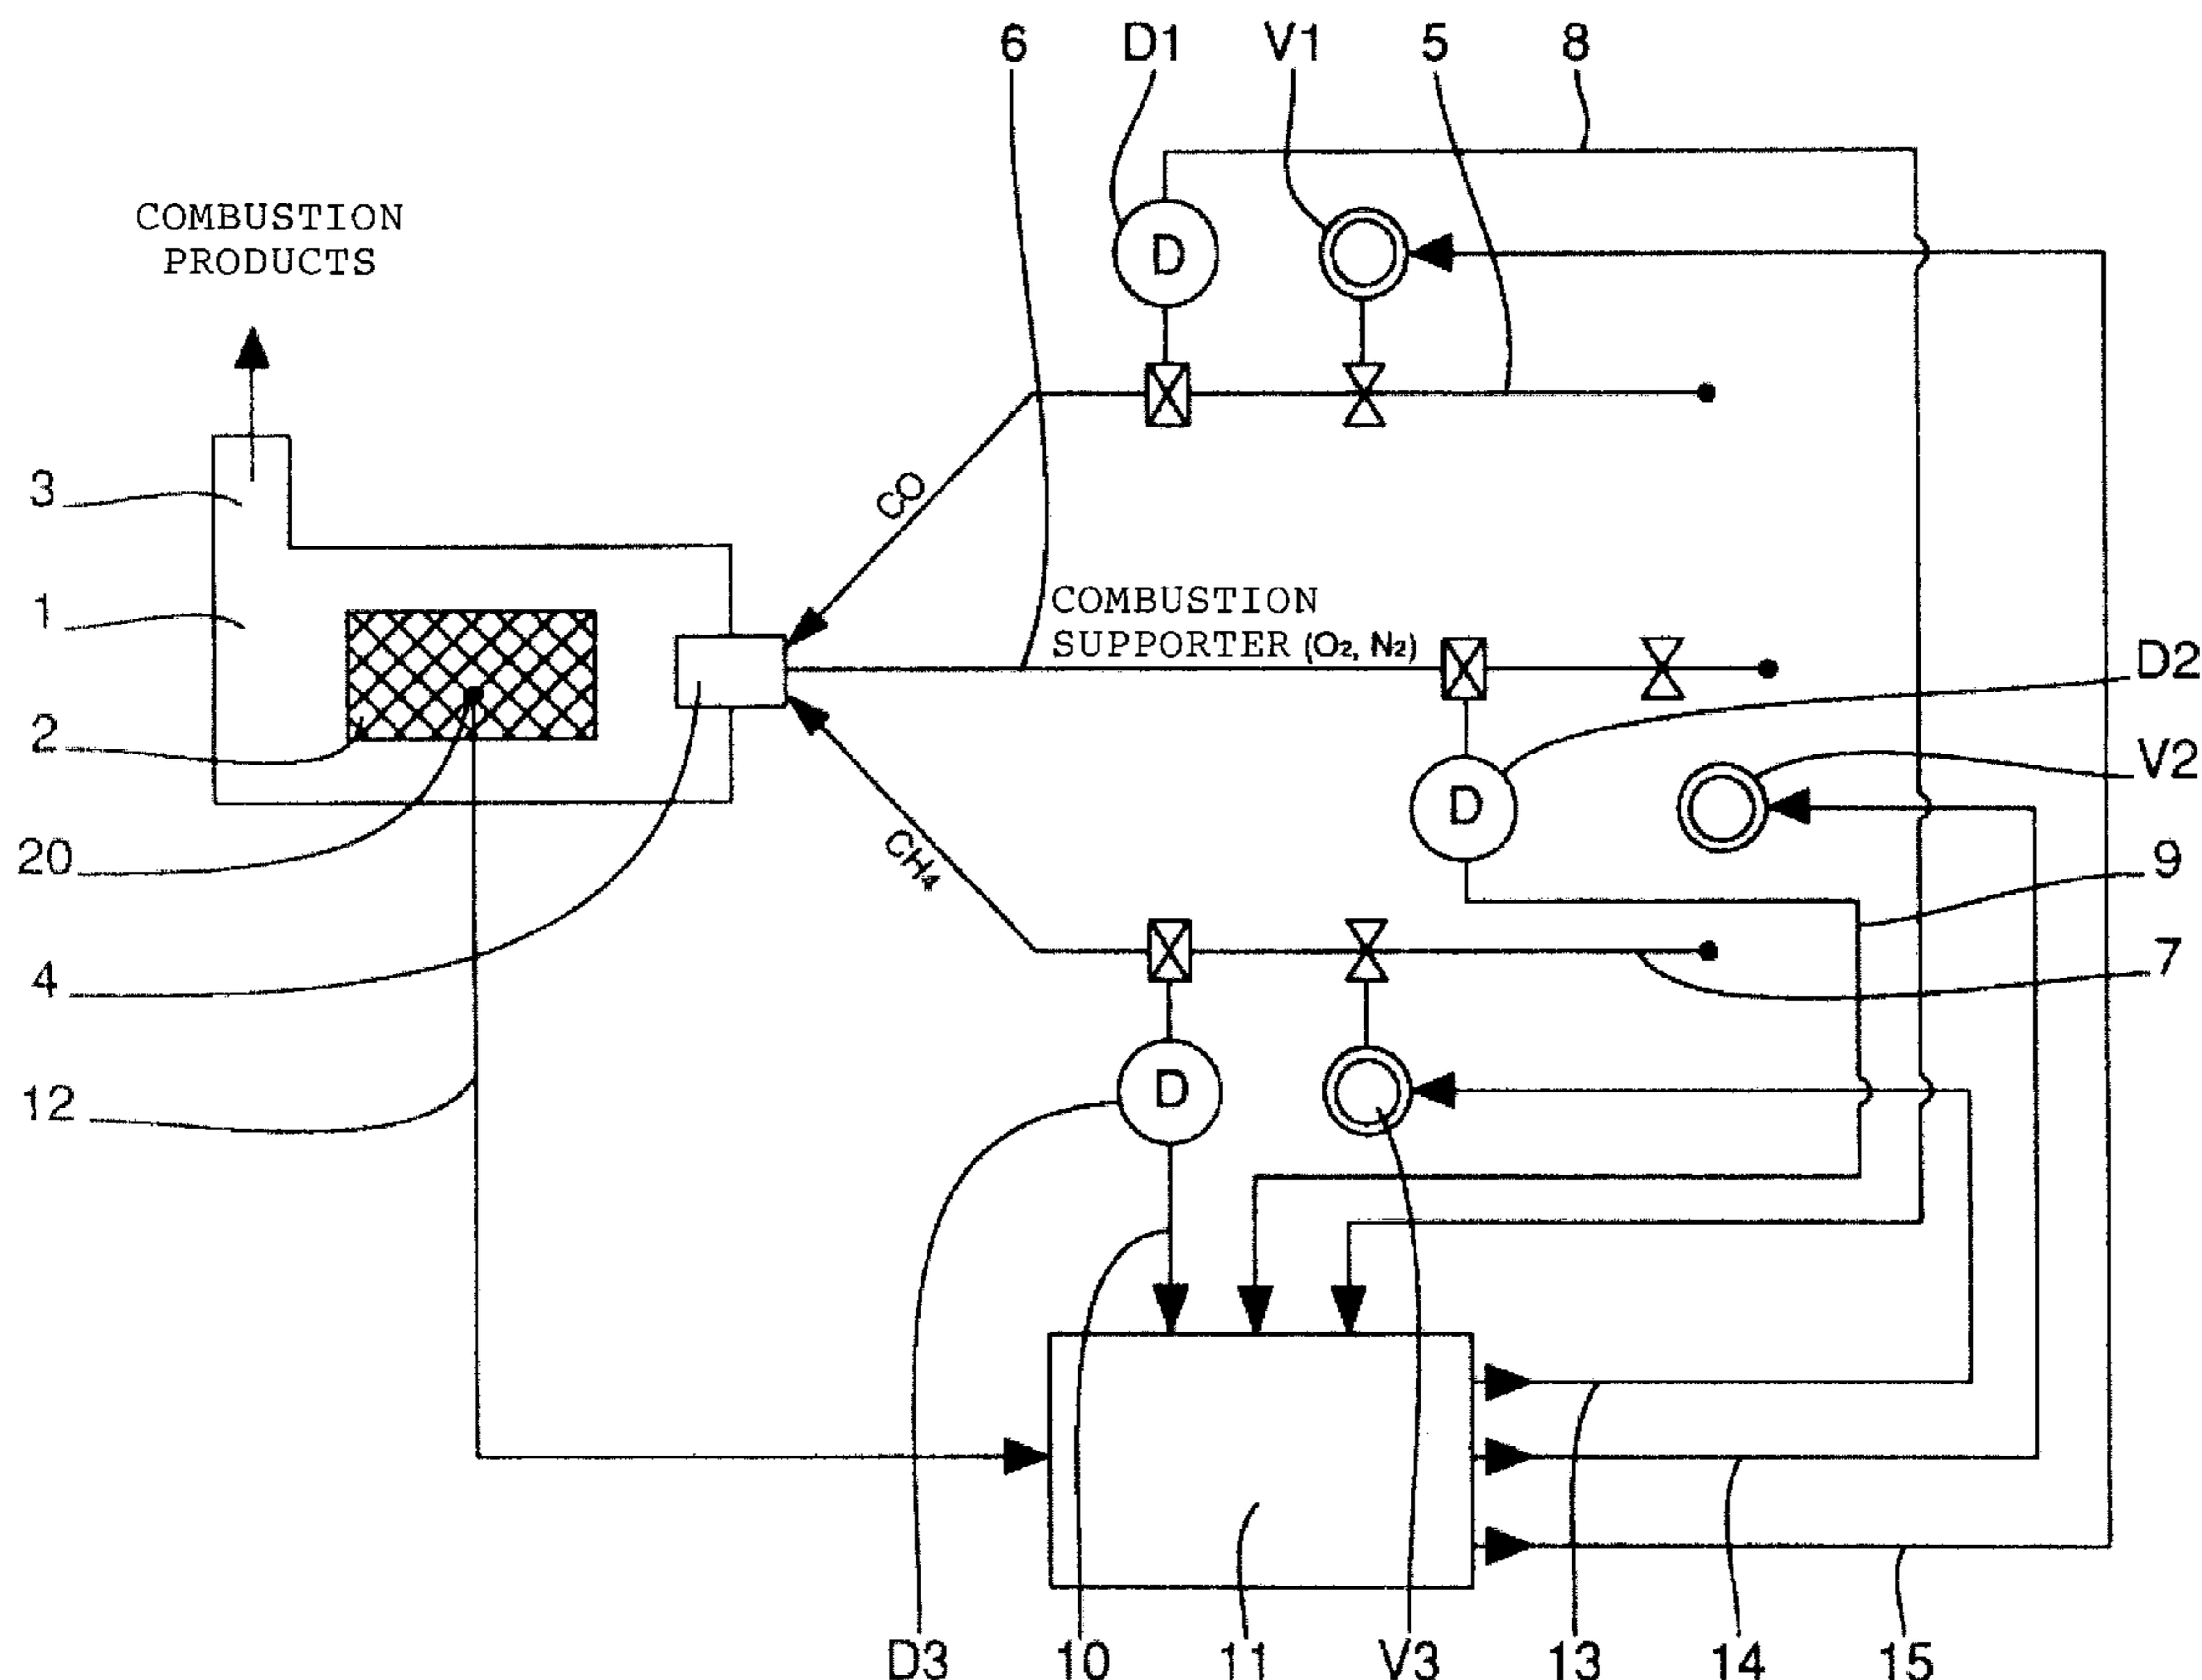 6 D1 V1 5 8
COMBUSTION
PRODUCTS
D
3
CO
1
COMBUSTION
SUPPORTER (O₂, N₂)
D2
2
V2
D
20
CH₄
9
4
7
D
12
D3 10 11 V3 13 14 15